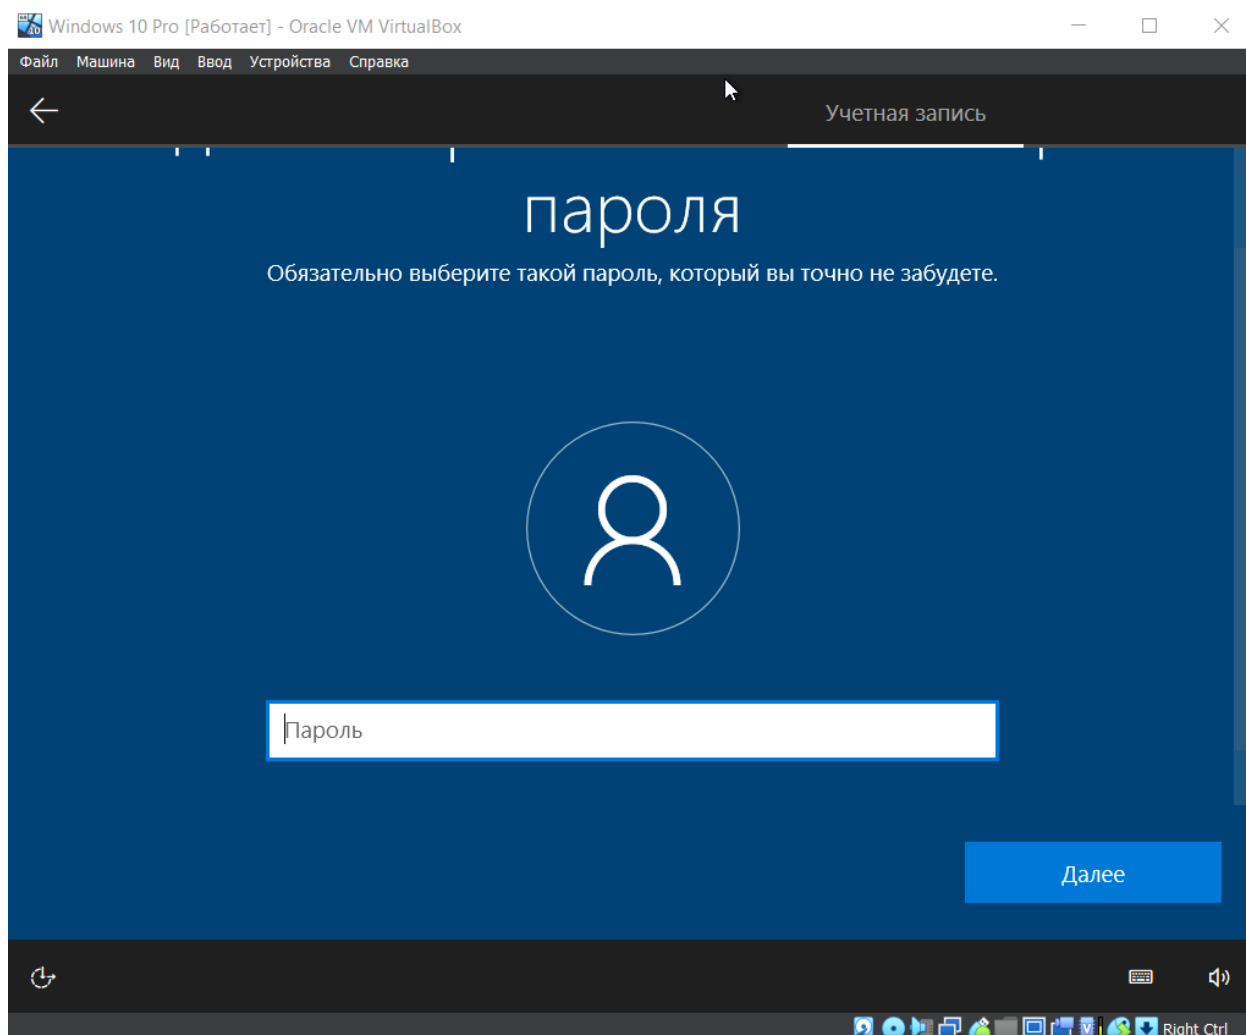 Windows 10 Pro [Работает] - Oracle VM VirtualBox
Файл Машина Вид Ввод Устройства Справка
Учетная запись
пароля
Обязательно выберите такой пароль, который вы точно не забудете.
Пароль
Далее
Right Ctrl